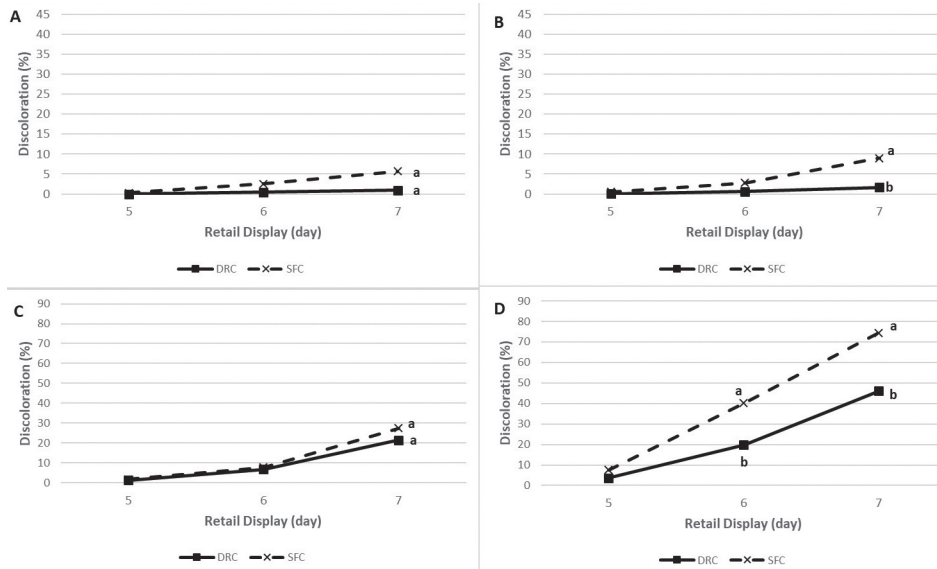 A
45
40
35
30
25
20
15
10
5
0
Discoloration (%)
a
a
5 6 7
Retail Display (day)
DRC SFC
B
45
40
35
30
25
20
15
10
5
0
Discoloration (%)
a
b
5 6 7
Retail Display (day)
DRC SFC
C
90
80
70
60
50
40
30
20
10
0
Discoloration (%)
a
a
5 6 7
Retail Display (day)
DRC SFC
D
90
80
70
60
50
40
30
20
10
0
Discoloration (%)
a
a
b
b
5 6 7
Retail Display (day)
DRC SFC